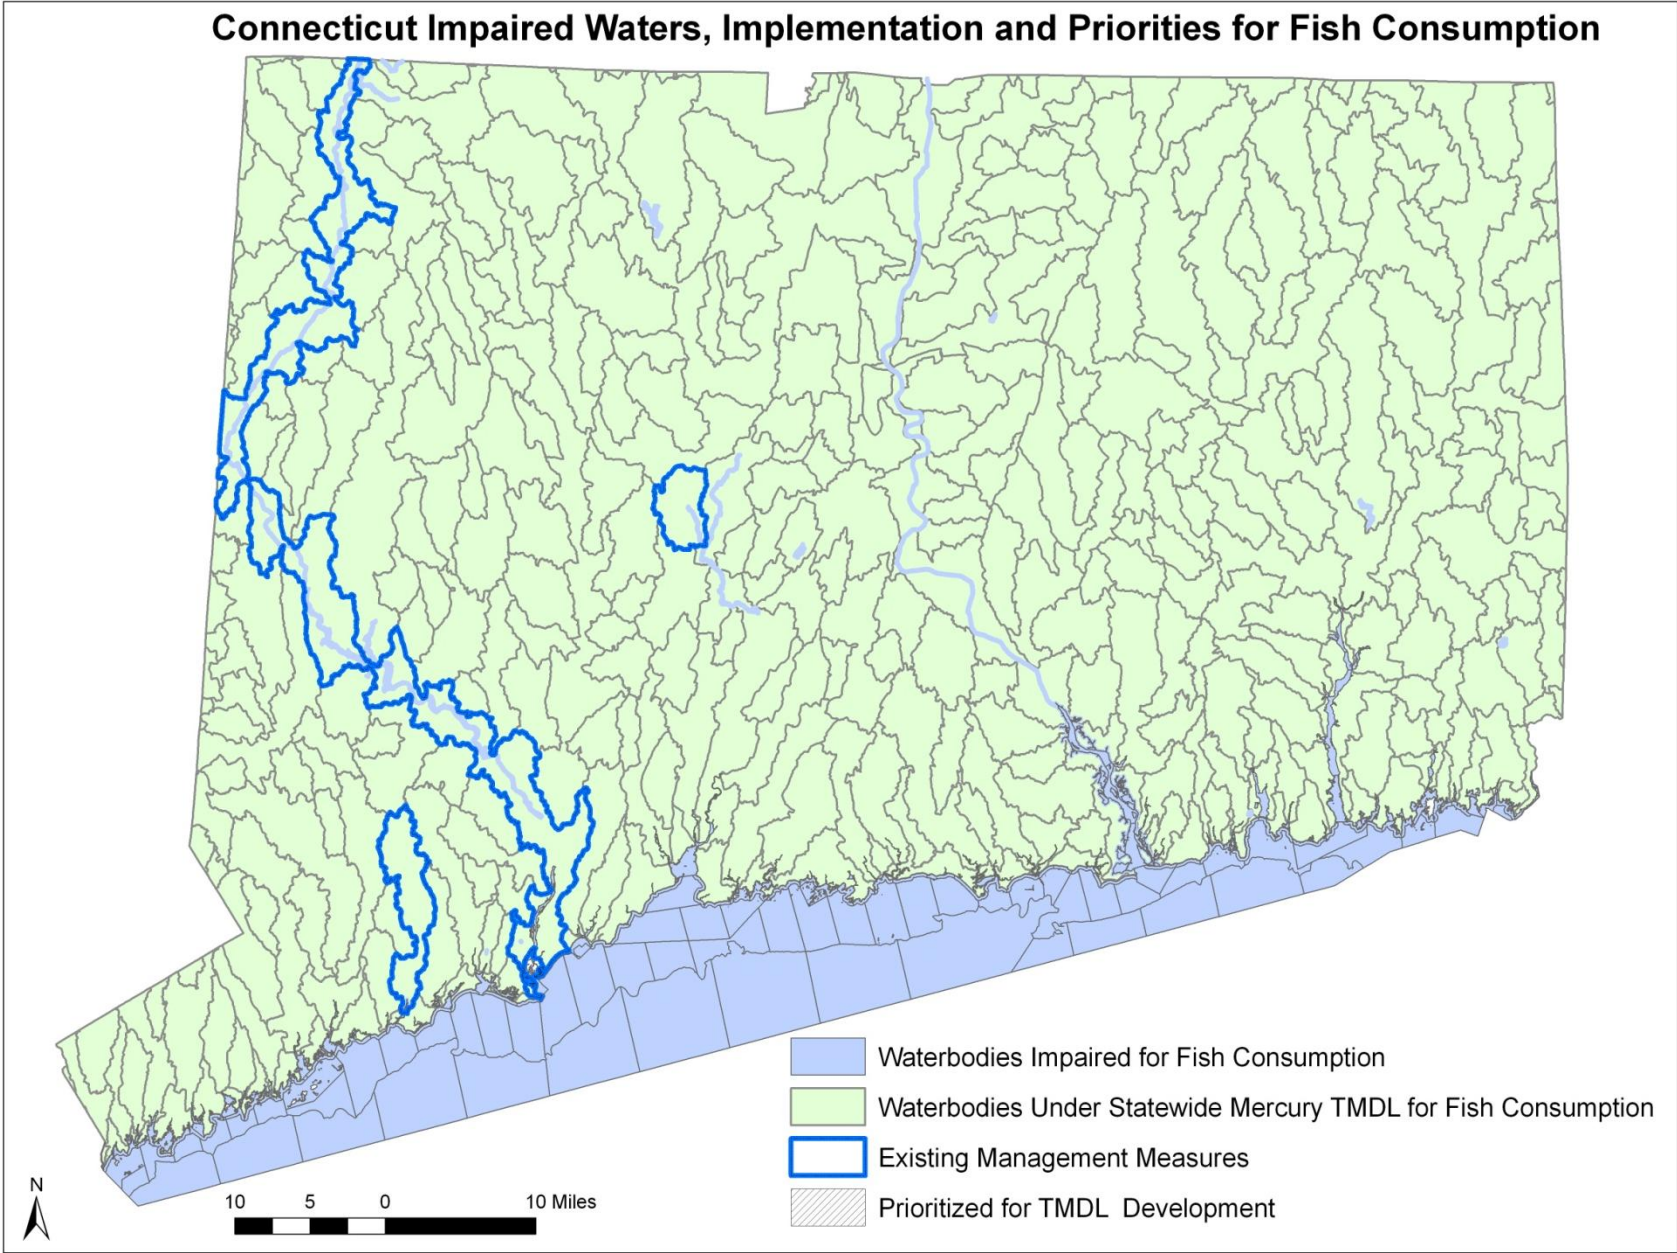 Connecticut Impaired Waters, Implementation and Priorities for Fish Consumption
Waterbodies Impaired for Fish Consumption
Waterbodies Under Statewide Mercury TMDL for Fish Consumption
Existing Management Measures
Prioritized for TMDL Development
N
10 5 0 10 Miles